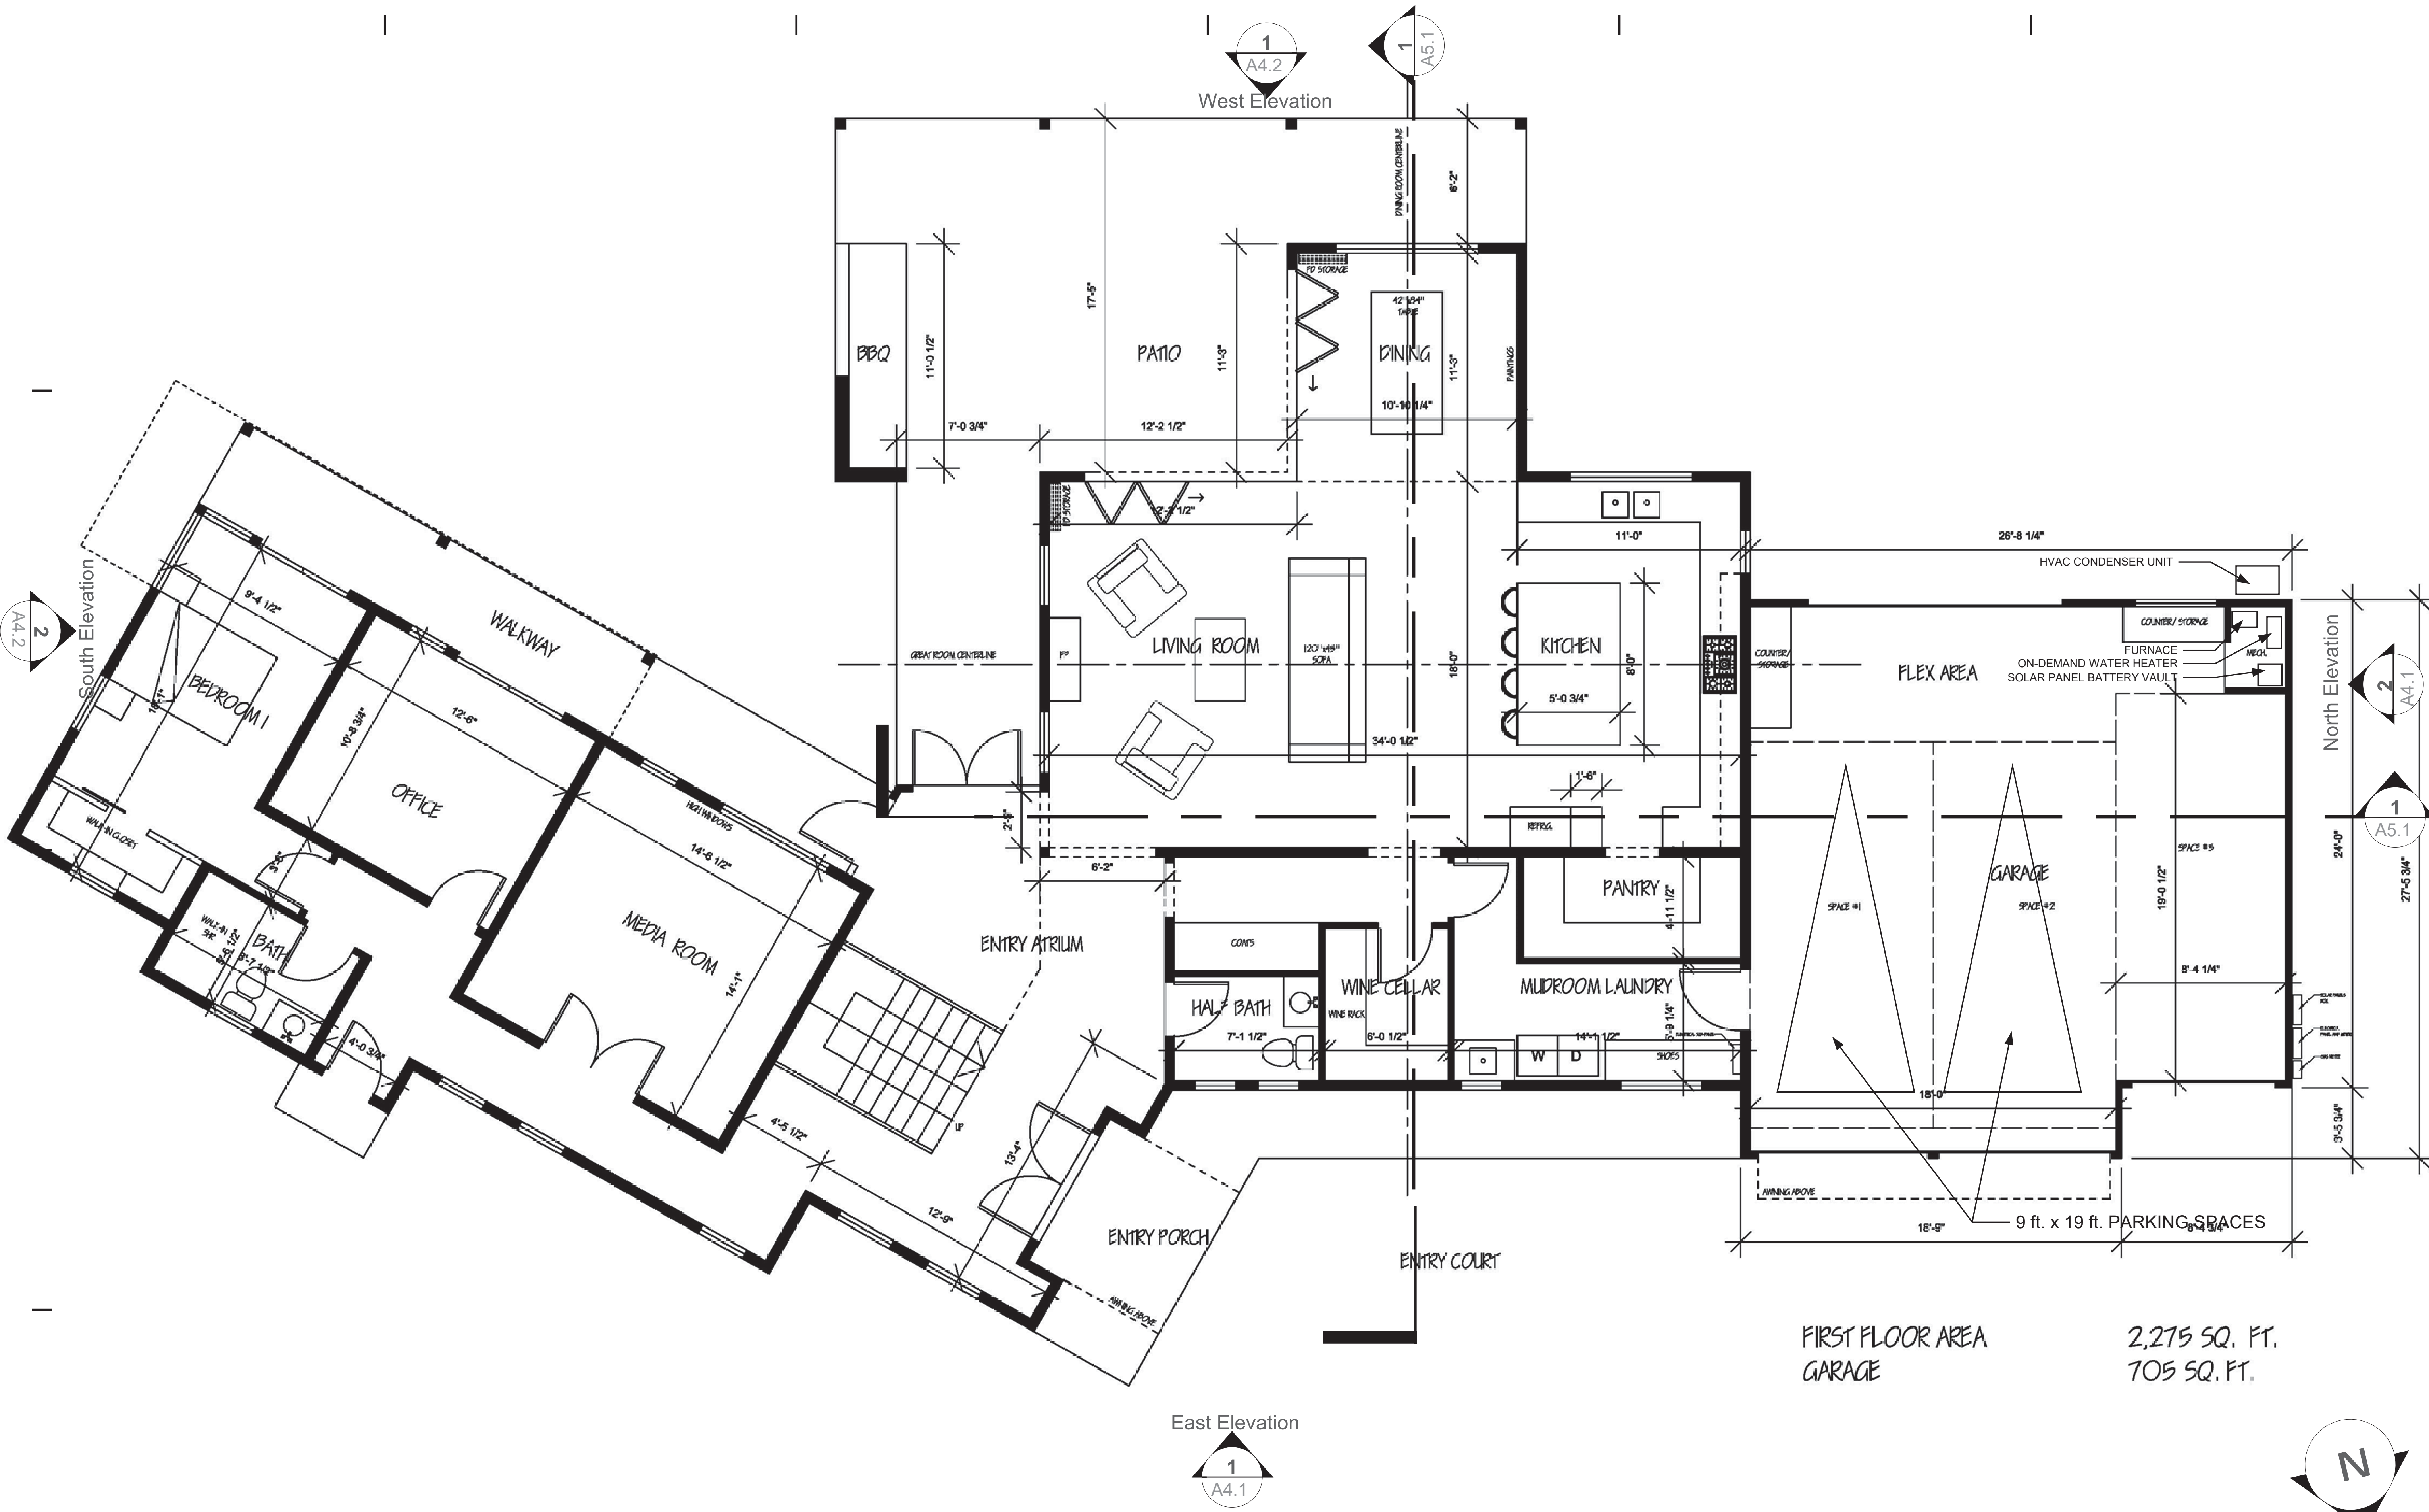 1
A4.2
West Elevation
1
A5.1
DINING ROOM CENTERLINE
6'-2"
17'-5"
PD STORAGE
42"x84"
TABLE
BBQ
11'-0 1/2"
PATIO
11'-3"
DINING
11'-3"
PAINTINGS
10'-10 1/4"
7'-0 3/4"
12'-2 1/2"
PD STORAGE
11'-0"
26'-8 1/4"
HVAC CONDENSER UNIT
2
A4.2
South Elevation
9'-4 1/2"
WALKWAY
BEDROOM 1
12'-6"
10'-8 3/4"
OFFICE
WALK-IN CLOSET
HIGH WINDOWS
14'-6 1/2"
GREAT ROOM CENTERLINE
FP
LIVING ROOM
120"x45"
SOFA
18'-0"
KITCHEN
8'-0"
5'-0 3/4"
34'-0 1/2"
1'-6"
REFRIG.
COUNTER/
STORAGE
FLEX AREA
COUNTER/ STORAGE
MECH.
FURNACE
ON-DEMAND WATER HEATER
SOLAR PANEL BATTERY VAULT
North Elevation
2
A4.1
1
A5.1
24'-0"
27'-5 3/4"
SPACE #3
GARAGE
SPACE #1
SPACE #2
19'-0 1/2"
8'-4 1/4"
6'-2"
PANTRY
4'-11 1/2"
ENTRY ATRIUM
COATS
WALK-IN
SHR
BATH
MEDIA ROOM
14'-1"
HALF BATH
WINE CELLAR
WINE RACK
MUDROOM LAUNDRY
7'-1 1/2"
6'-0 1/2"
14'-1 1/2"
W
D
SHOES
4'-0 3/4"
4'-5 1/2"
UP
13'-4"
18'-0"
3'-5 3/4"
AWNING ABOVE
12'-9"
ENTRY PORCH
AWNING ABOVE
ENTRY COURT
18'-9"
9 ft. x 19 ft. PARKING SPACES
8'-4 3/4"
FIRST FLOOR AREA 2,275 SQ. FT.
GARAGE 705 SQ. FT.
East Elevation
1
A4.1
N